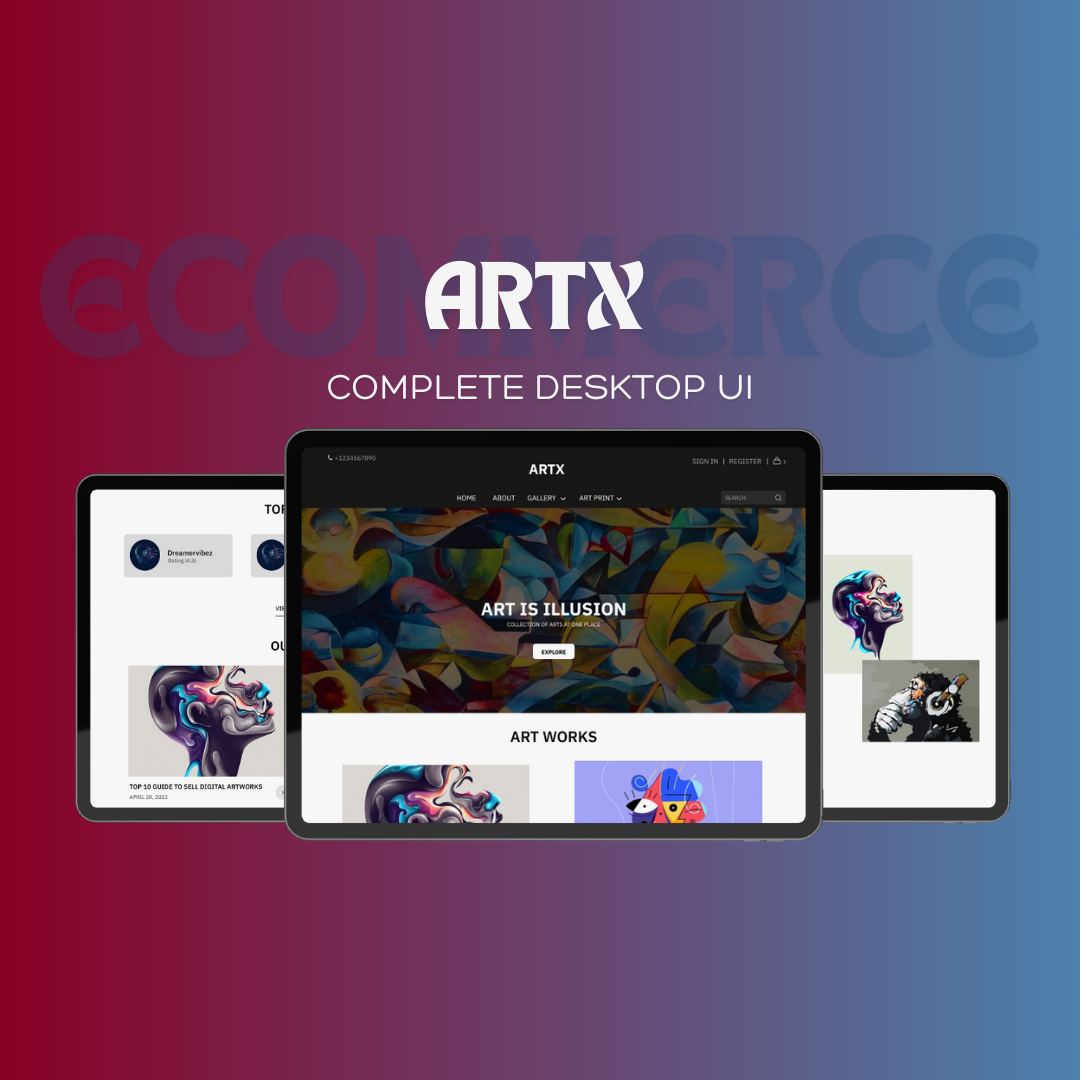 ECOMMERCE
ARTX
COMPLETE DESKTOP UI
+1234567890
SIGN IN | REGISTER |
ARTX
HOME ABOUT GALLERY ART PRINT
SEARCH
ART IS ILLUSION
COLLECTION OF ARTS AT ONE PLACE
EXPLORE
ART WORKS
TOP
Dreamervibez
Rating (4.5)
VIE
OU
TOP 10 GUIDE TO SELL DIGITAL ARTWORKS
APRIL 20, 2022